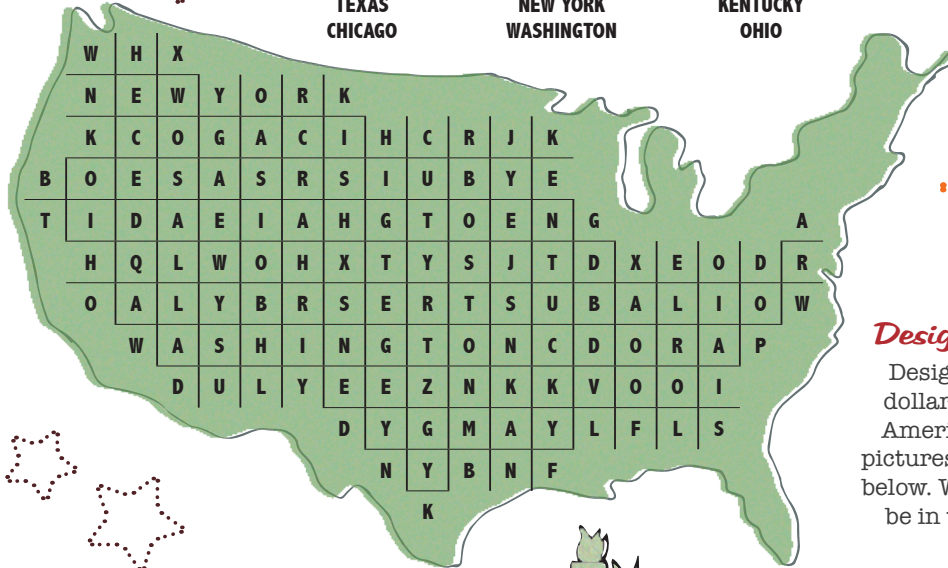 TEXAS NEW YORK KENTUCKY
CHICAGO WASHINGTON OHIO
W H X
N E W Y O R K
K C O G A C I H C R J K
B O E S A S R S I U B Y E
T I D A E I A H G T O E N G A
H Q L W O H X T Y S J T D X E O D R
O A L Y B R S E R T S U B A L I O W
W A S H I N G T O N C D O R A P
D U L Y E E Z N K K V O O I
D Y G M A Y L F L S
N Y B N F
K
Desig
Desig
dollar
Ameri
pictures
below. W
be in